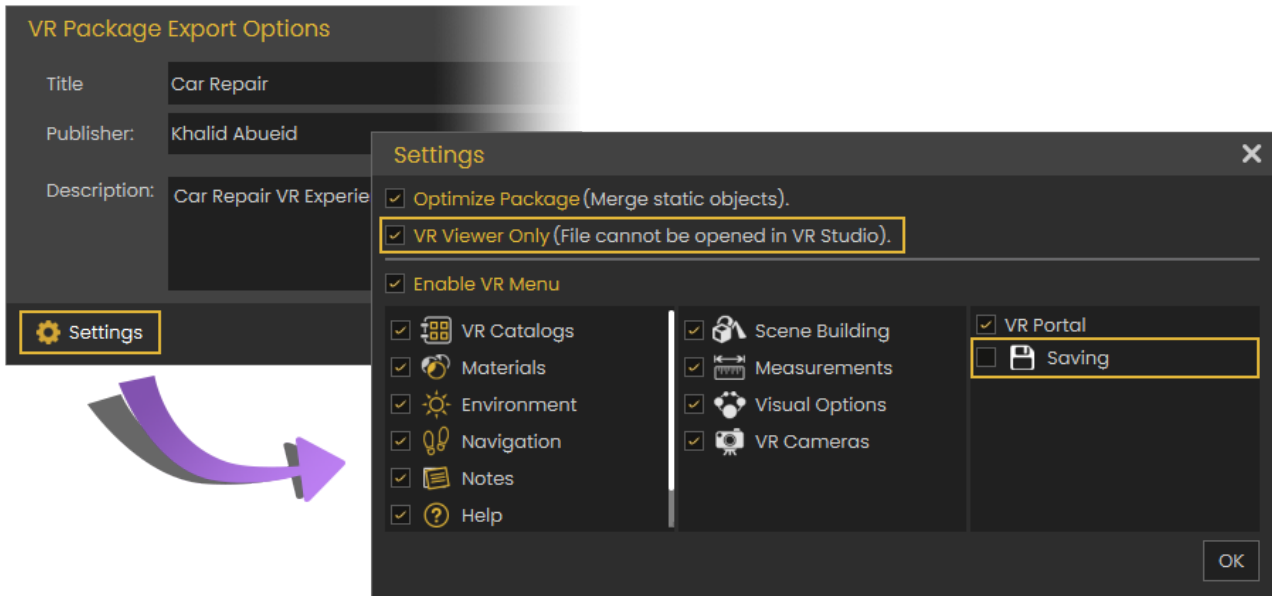 VR Package Export Options
Title
Car Repair
Publisher:
Khalid Abueid
Description:
Car Repair VR Experie
Settings
Settings
Optimize Package (Merge static objects).
VR Viewer Only (File cannot be opened in VR Studio).
Enable VR Menu
VR Catalogs
Materials
Environment
Navigation
Notes
Help
Scene Building
Measurements
Visual Options
VR Cameras
VR Portal
Saving
OK